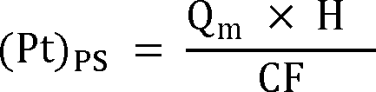 (Pt)PS = Qm × H / CF